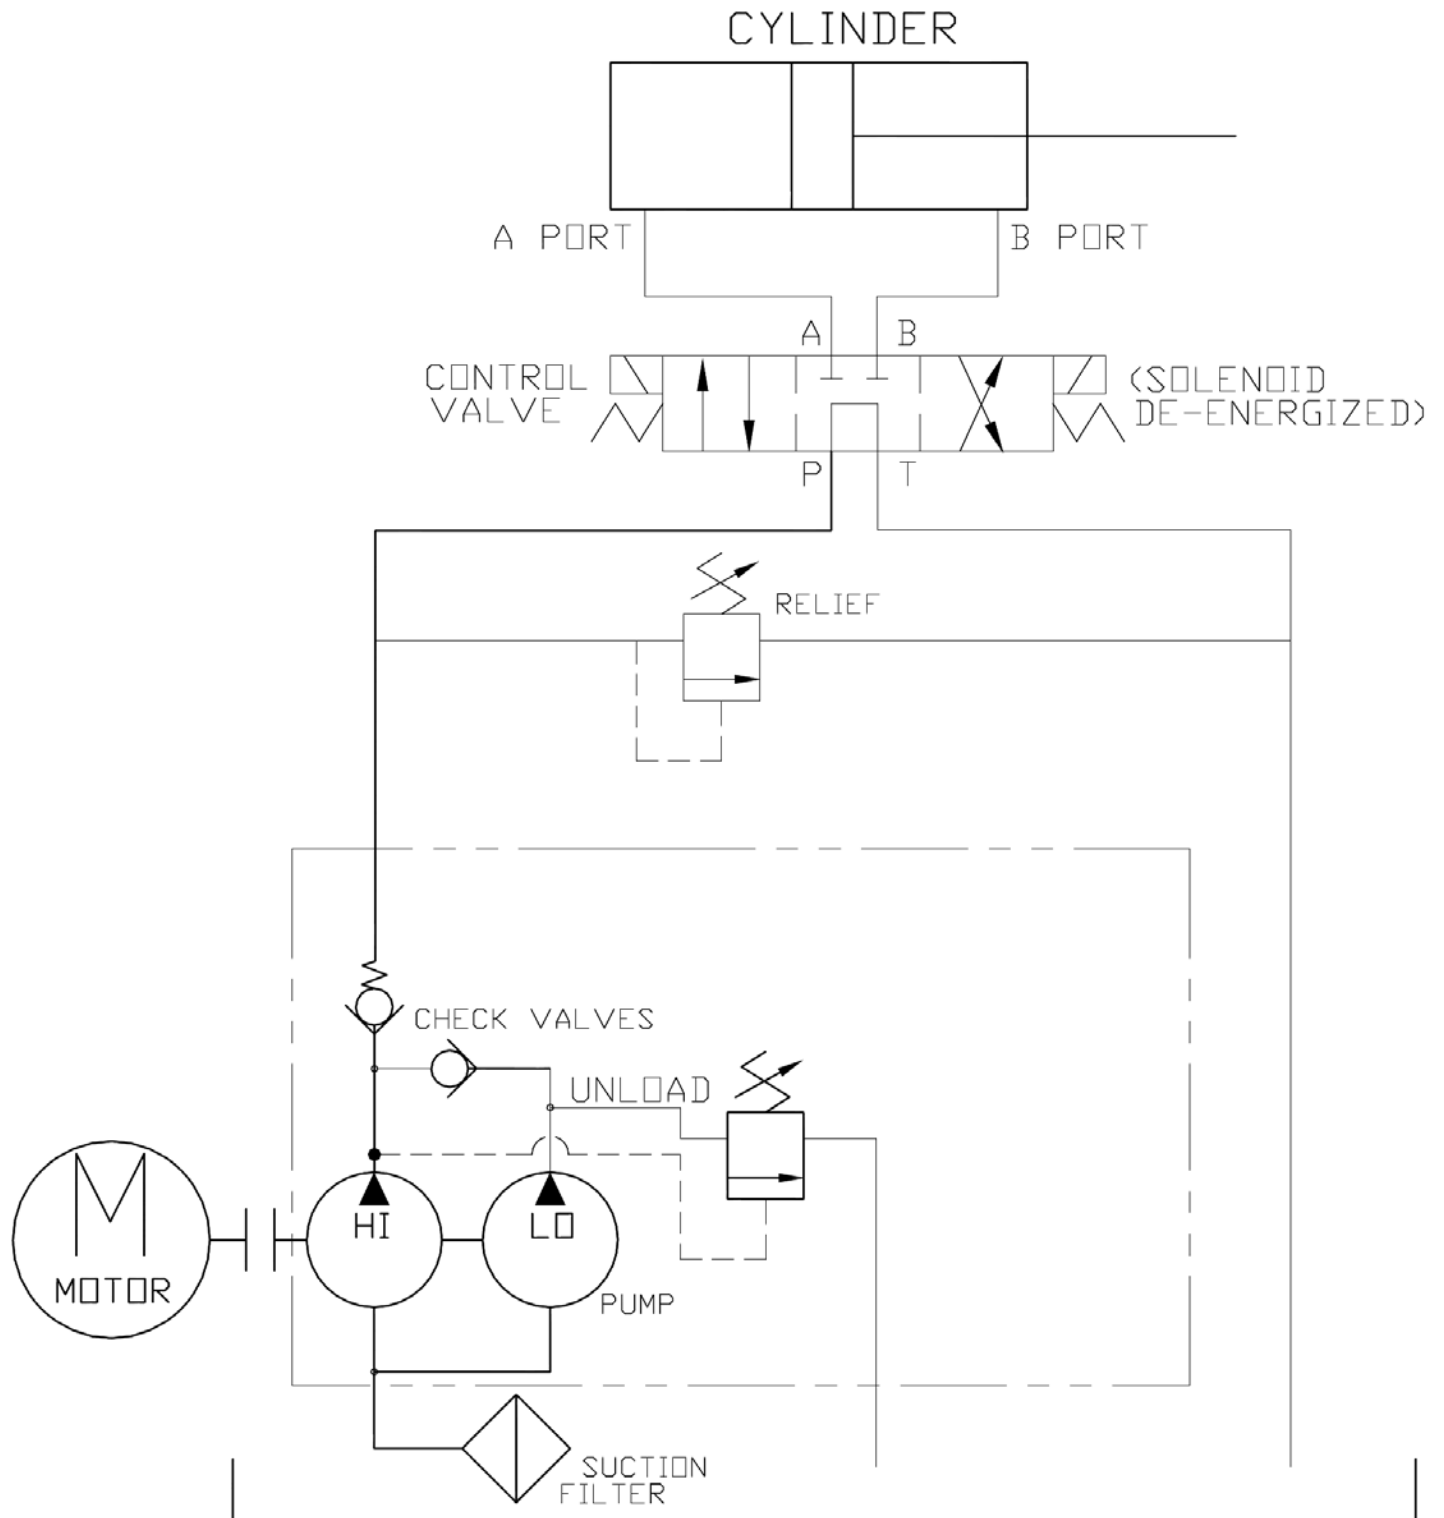 CYLINDER
A PORT
B PORT
A
B
CONTROL
VALVE
(SOLENOID
DE-ENERGIZED)
P
T
RELIEF
CHECK VALVES
UNLOAD
M
MOTOR
HI
LO
PUMP
SUCTION
FILTER